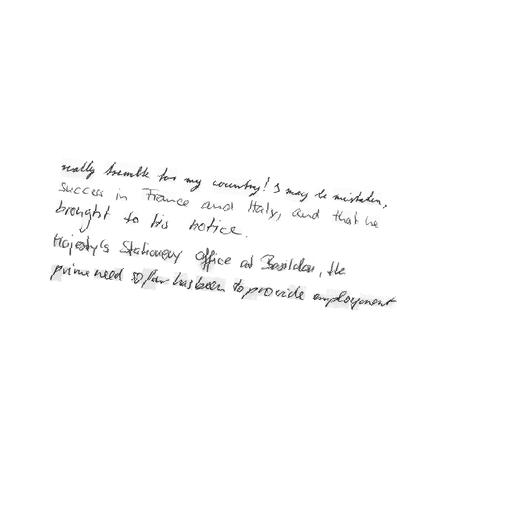 really tremble for my country! I may be mistaken,
success in France and Italy, and that he
brought to his notice.
Majesty's Stationery Office at Basildon, the
prime need so far has been to provide employment